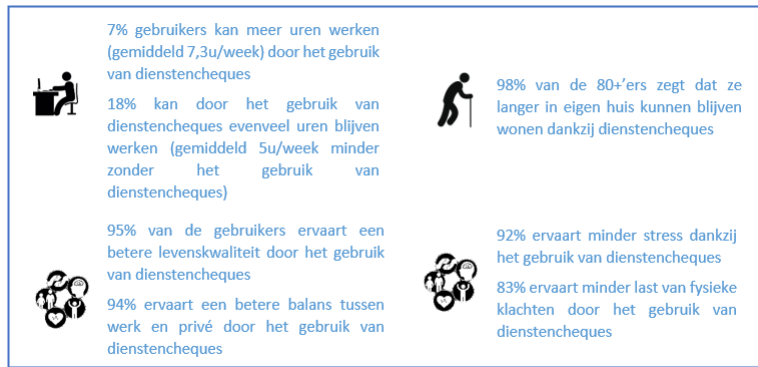 7% gebruikers kan meer uren werken
(gemiddeld 7,3u/week) door het gebruik
van dienstencheques
18% kan door het gebruik van
dienstencheques evenveel uren blijven
werken (gemiddeld 5u/week minder
zonder het gebruik van
dienstencheques)
98% van de 80+'ers zegt dat ze
langer in eigen huis kunnen blijven
wonen dankzij dienstencheques
95% van de gebruikers ervaart een
betere levenskwaliteit door het gebruik
van dienstencheques
94% ervaart een betere balans tussen
werk en privé door het gebruik van
dienstencheques
92% ervaart minder stress dankzij
het gebruik van dienstencheques
83% ervaart minder last van fysieke
klachten door het gebruik van
dienstencheques